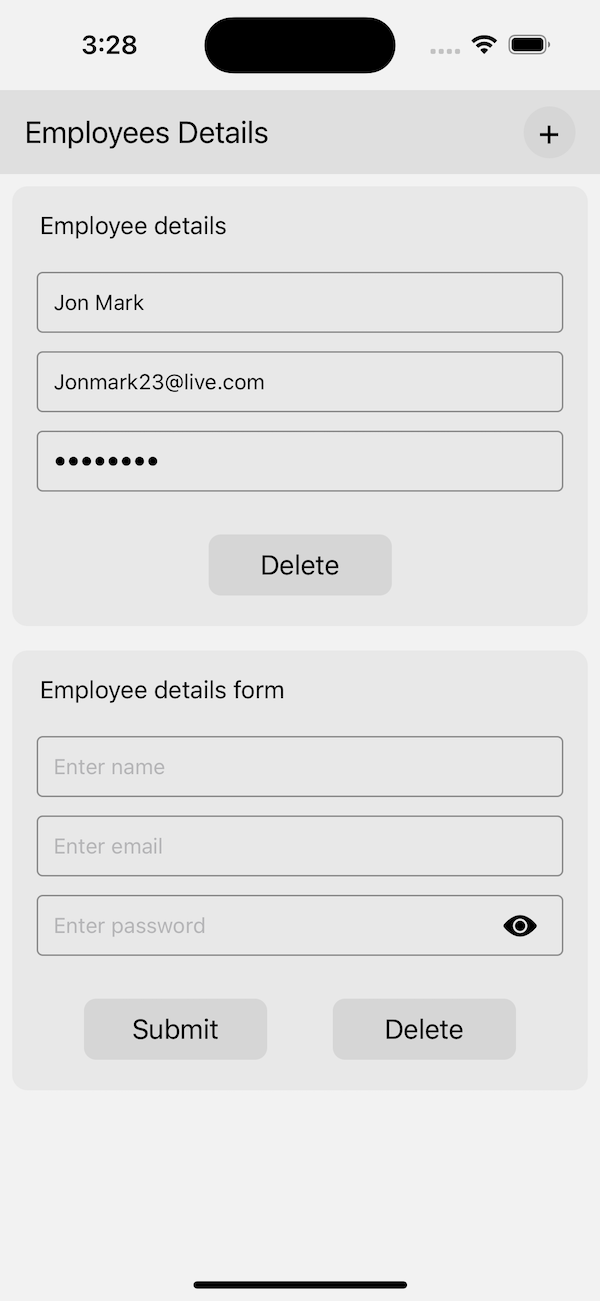 3:28
Employees Details
+
Employee details
Jon Mark
Jonmark23@live.com
••••••••
Delete
Employee details form
Enter name
Enter email
Enter password
Submit Delete